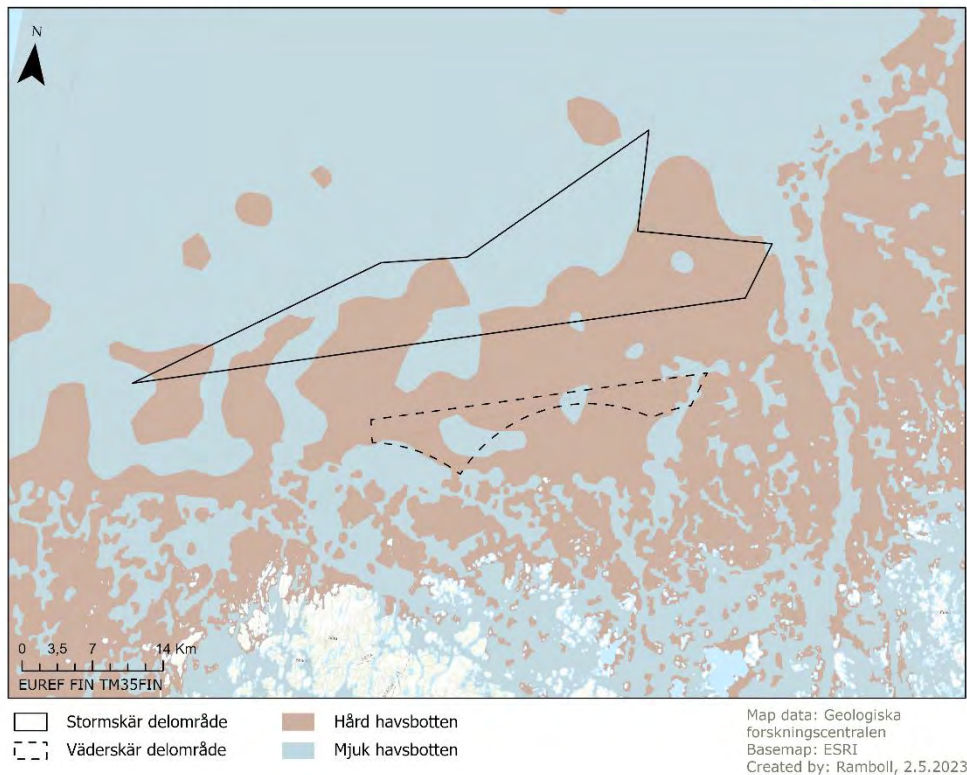 N
0 3,5 7 14 Km
EUREF FIN TM35FIN
Stormskär delområde
Väderskär delområde
Hård havsbotten
Mjuk havsbotten
Map data: Geologiska
forskningscentralen
Basemap: ESRI
Created by: Ramboll, 2.5.2023